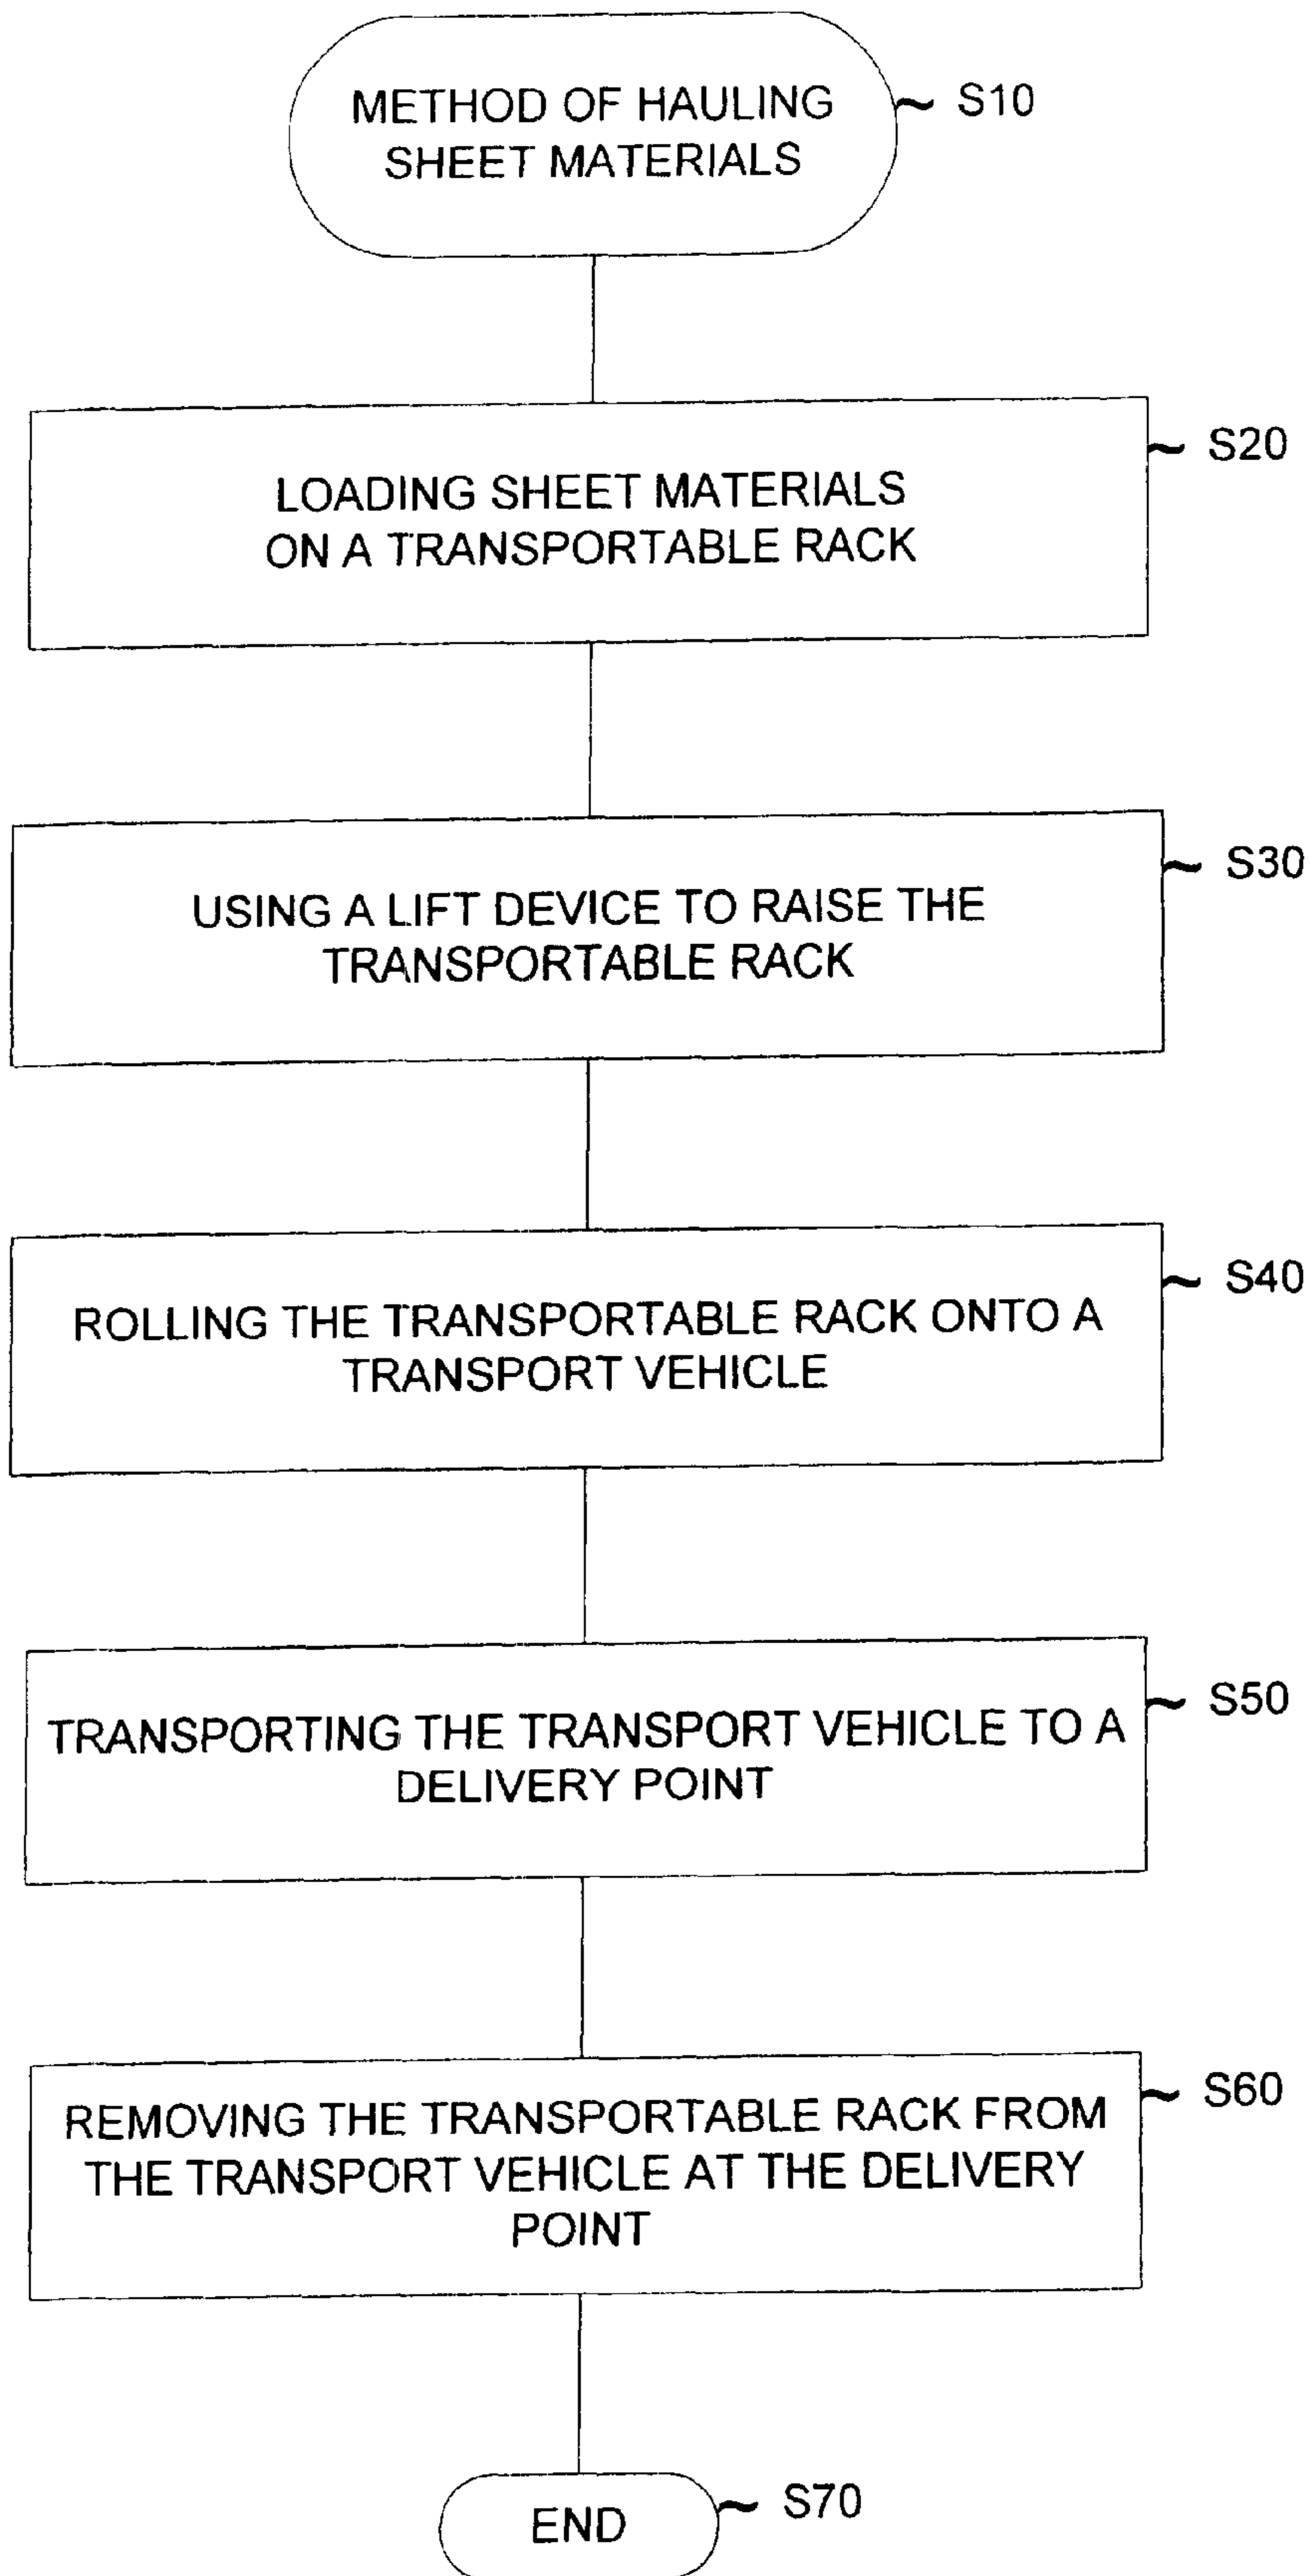 METHOD OF HAULING
SHEET MATERIALS
S10
LOADING SHEET MATERIALS
ON A TRANSPORTABLE RACK
S20
USING A LIFT DEVICE TO RAISE THE
TRANSPORTABLE RACK
S30
ROLLING THE TRANSPORTABLE RACK ONTO A
TRANSPORT VEHICLE
S40
TRANSPORTING THE TRANSPORT VEHICLE TO A
DELIVERY POINT
S50
REMOVING THE TRANSPORTABLE RACK FROM
THE TRANSPORT VEHICLE AT THE DELIVERY
POINT
S60
END
S70